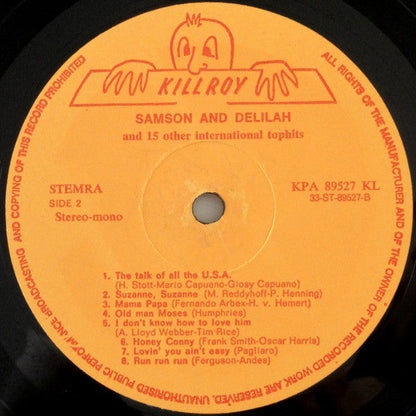 KILLROY
SAMSON AND DELILAH
and 15 other international tophits
STEMRA
SIDE 2
Stereo-mono
KPA 89527 KL
33-ST-89527-B
1. The talk of all the U.S.A.
(H. Stott-Mario Capuano-Giosy Capuano)
2. Suzanne, Suzanne (M. Reddyhoff-P. Henning)
3. Mama Papa (Fernando Arbex-H. v. Hemert)
4. Old man Moses (Humphries)
5. I don't know how to love him
(A. Lloyd Webber-Tim Rice)
6. Honey Conny (Frank Smith-Oscar Harris)
7. Lovin' you ain't easy (Pagliaro)
8. Run run run (Ferguson-Andes)
ALL RIGHTS OF THE MANUFACTURER AND OF THE OWNER OF THE RECORDED WORK ARE RESERVED. UNAUTHORISED PUBLIC PERFORMANCE BROADCASTING AND COPYING OF THIS RECORD PROHIBITED